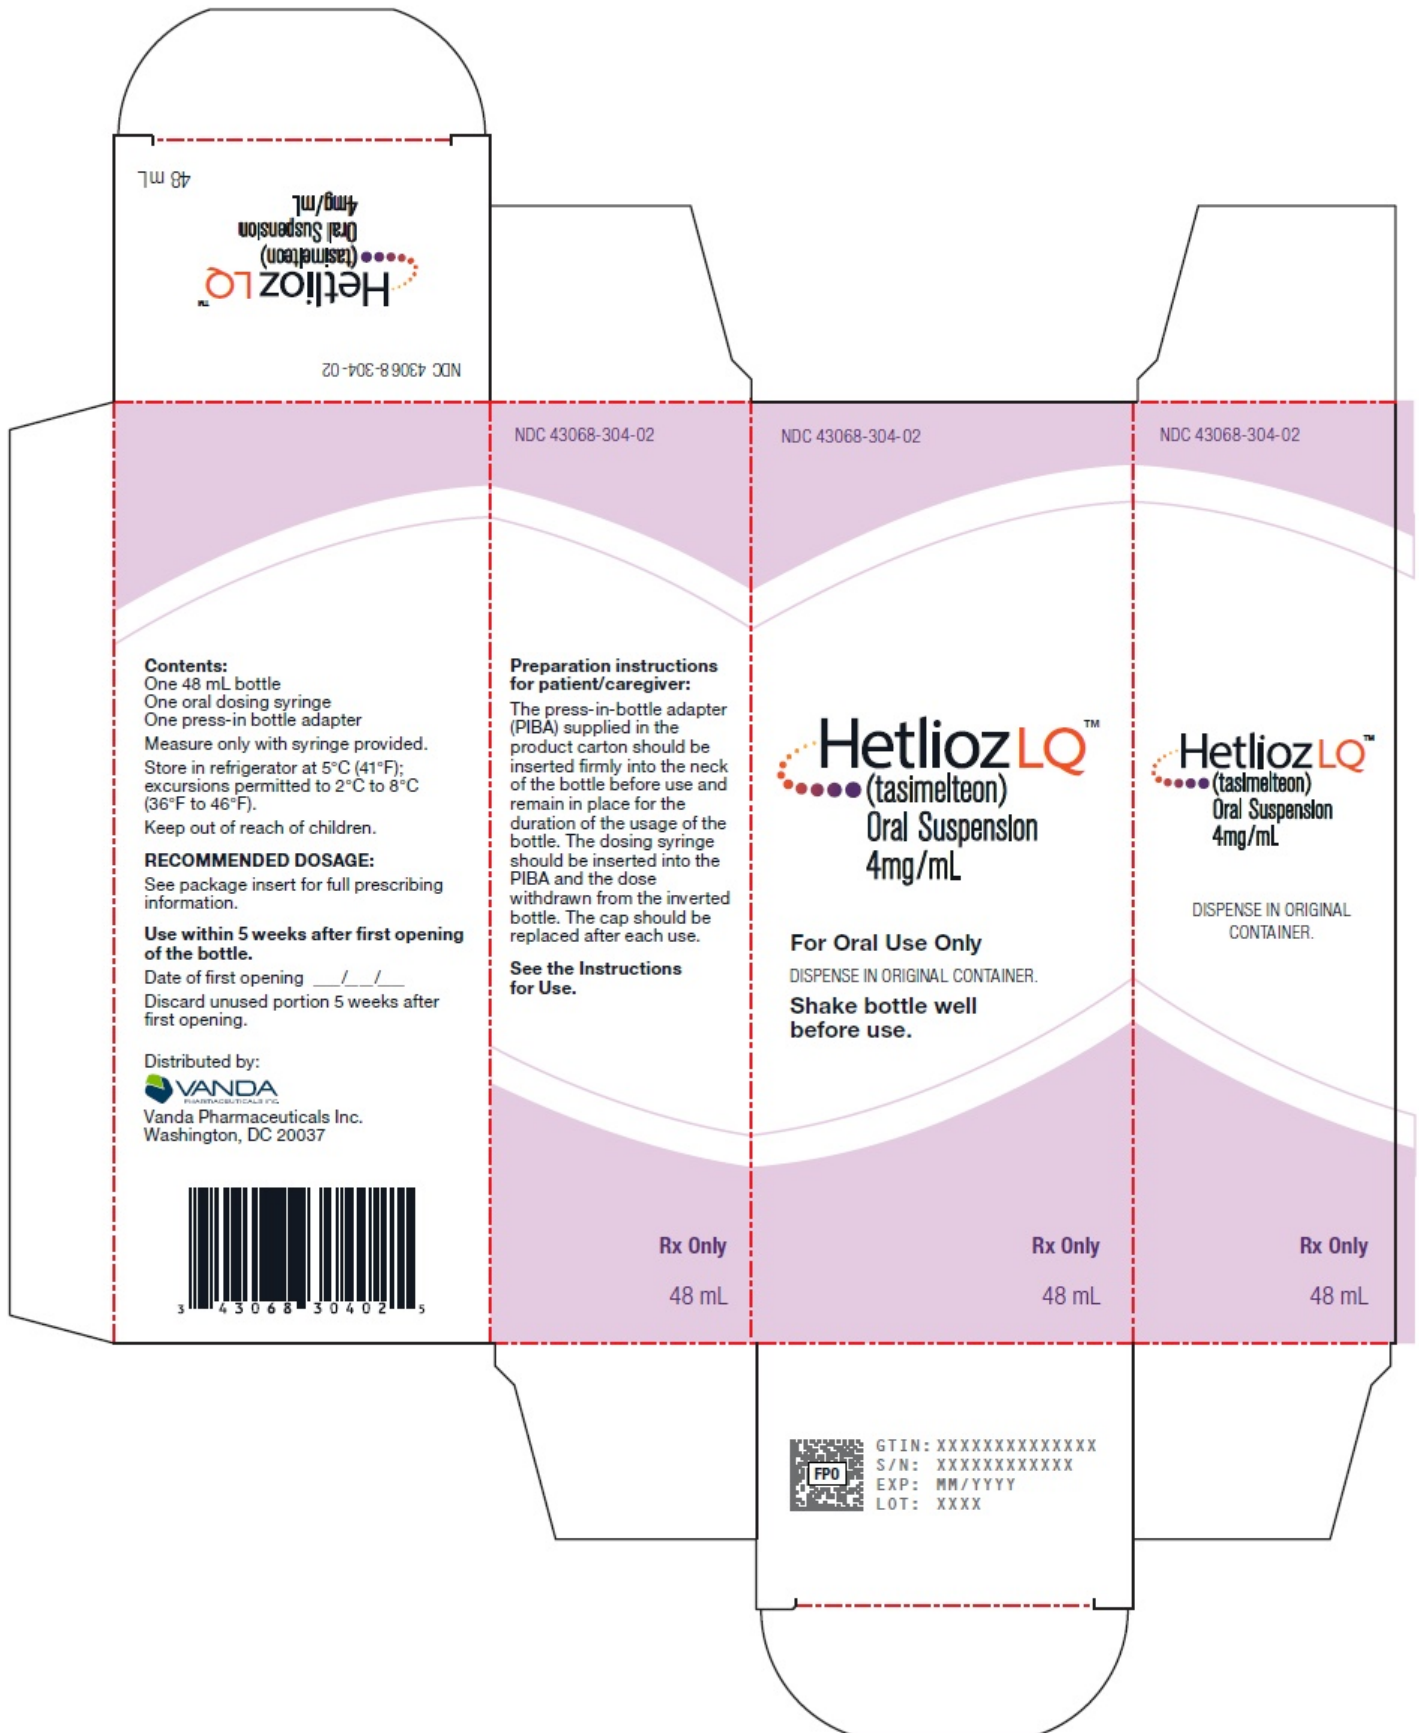 48 mL
Hetlioz LQ™
(tasimelteon)
Oral Suspension
4mg/mL
NDC 43068-304-02
NDC 43068-304-02
NDC 43068-304-02
NDC 43068-304-02
Contents:
One 48 mL bottle
One oral dosing syringe
One press-in bottle adapter
Measure only with syringe provided.
Store in refrigerator at 5°C (41°F);
excursions permitted to 2°C to 8°C
(36°F to 46°F).
Keep out of reach of children.
RECOMMENDED DOSAGE:
See package insert for full prescribing
information.
Use within 5 weeks after first opening
of the bottle.
Date of first opening ___/___/___
Discard unused portion 5 weeks after
first opening.
Distributed by:
VANDA
PHARMACEUTICALS INC.
Vanda Pharmaceuticals Inc.
Washington, DC 20037
3 43068 30402 5
Preparation instructions
for patient/caregiver:
The press-in-bottle adapter
(PIBA) supplied in the
product carton should be
inserted firmly into the neck
of the bottle before use and
remain in place for the
duration of the usage of the
bottle. The dosing syringe
should be inserted into the
PIBA and the dose
withdrawn from the inverted
bottle. The cap should be
replaced after each use.
See the Instructions
for Use.
Rx Only
48 mL
Hetlioz LQ™
(tasimelteon)
Oral Suspension
4mg/mL
For Oral Use Only
DISPENSE IN ORIGINAL CONTAINER.
Shake bottle well
before use.
Rx Only
48 mL
Hetlioz LQ™
(tasimelteon)
Oral Suspension
4mg/mL
DISPENSE IN ORIGINAL
CONTAINER.
Rx Only
48 mL
FPO
GTIN: XXXXXXXXXXXXXX
S/N: XXXXXXXXXXXX
EXP: MM/YYYY
LOT: XXXX